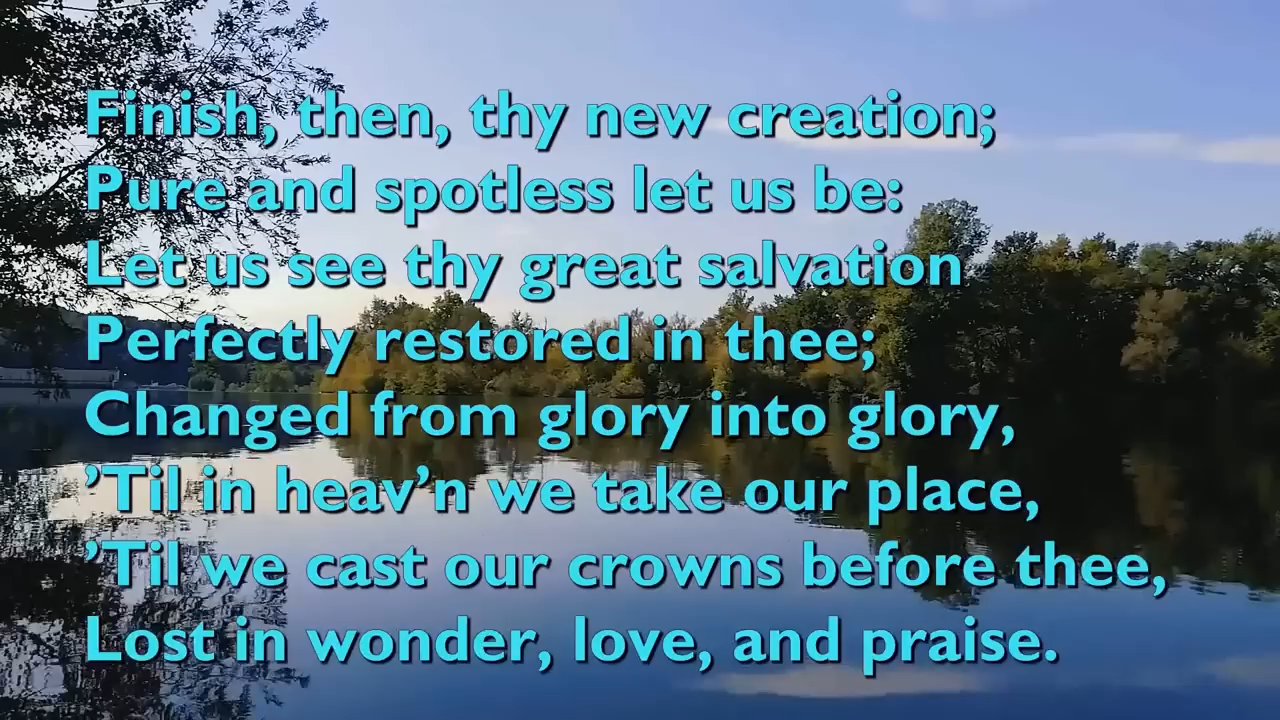 Finish, then, thy new creation;
Pure and spotless let us be:
Let us see thy great salvation
Perfectly restored in thee;
Changed from glory into glory,
’Til in heav’n we take our place,
’Til we cast our crowns before thee,
Lost in wonder, love, and praise.